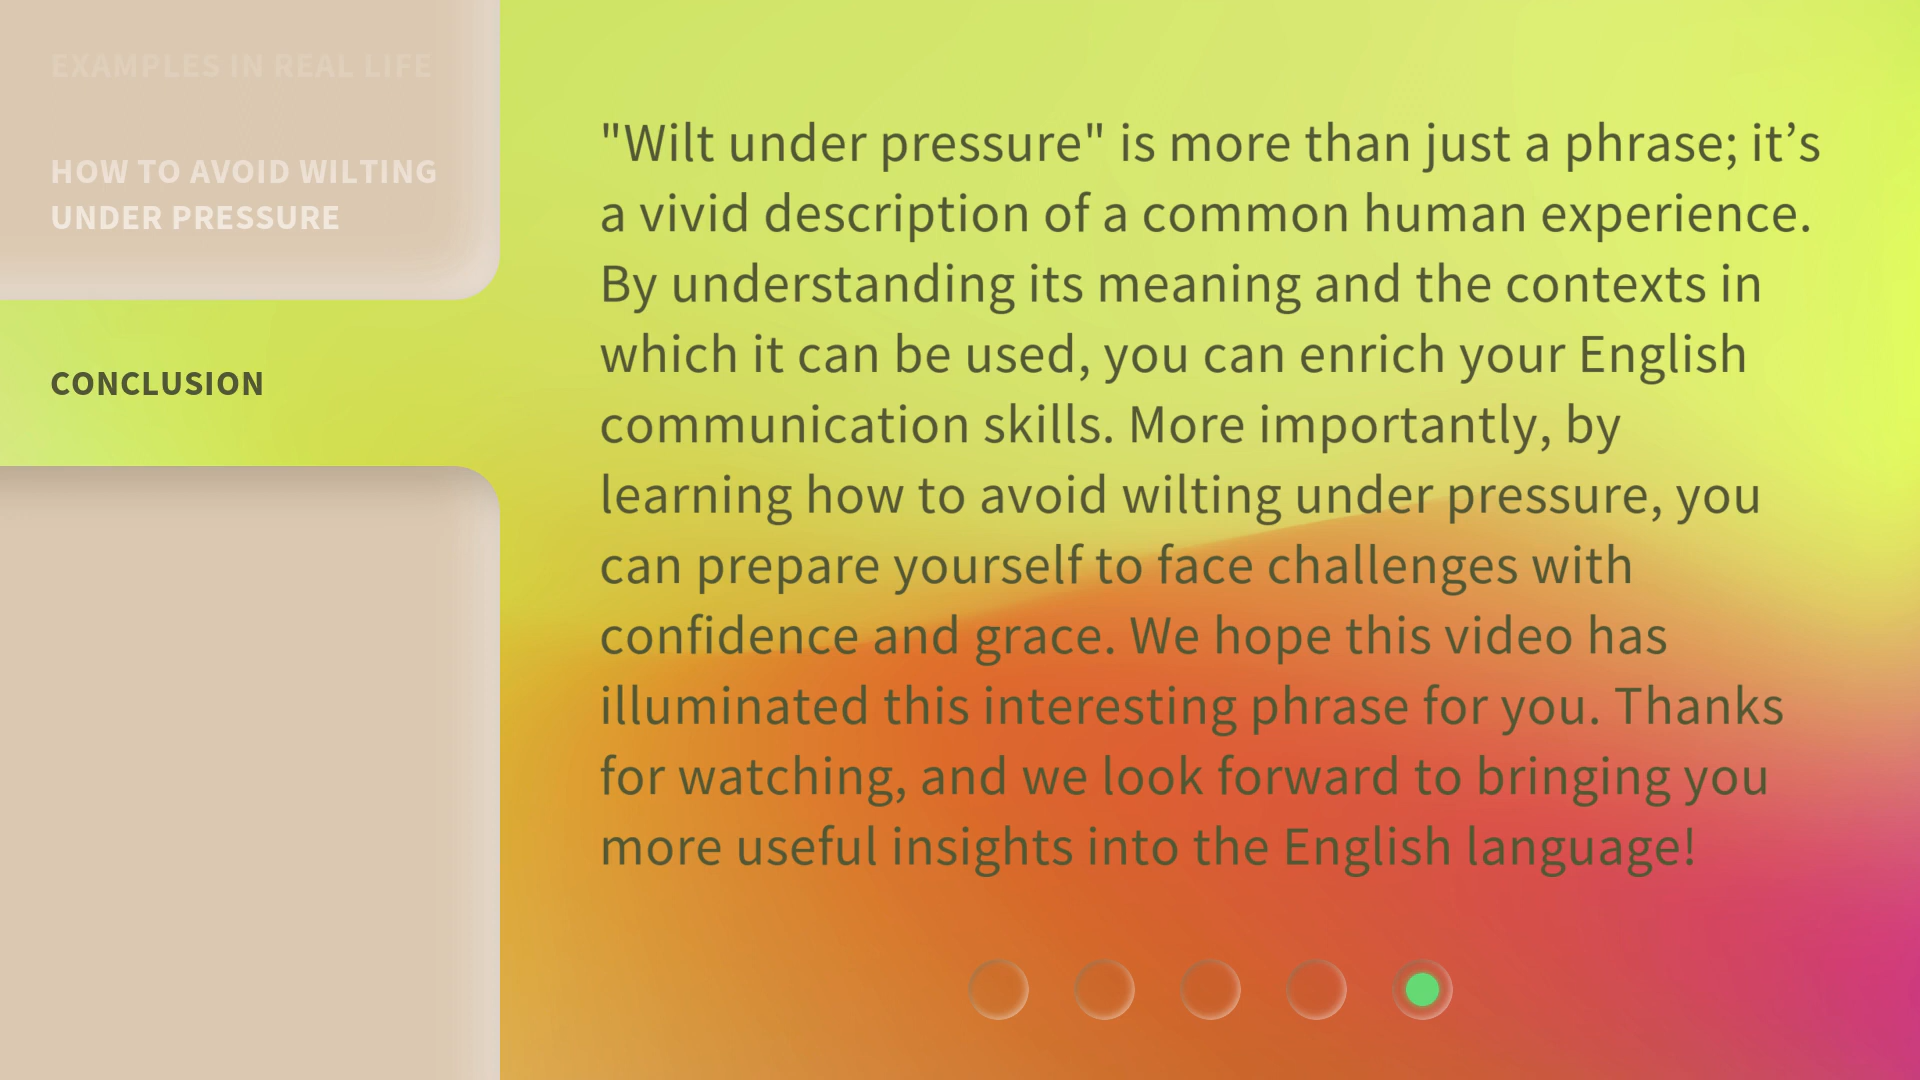 EXAMPLES IN REAL LIFE
HOW TO AVOID WILTING
UNDER PRESSURE
CONCLUSION
"Wilt under pressure" is more than just a phrase; it’s
a vivid description of a common human experience.
By understanding its meaning and the contexts in
which it can be used, you can enrich your English
communication skills. More importantly, by
learning how to avoid wilting under pressure, you
can prepare yourself to face challenges with
confidence and grace. We hope this video has
illuminated this interesting phrase for you. Thanks
for watching, and we look forward to bringing you
more useful insights into the English language!